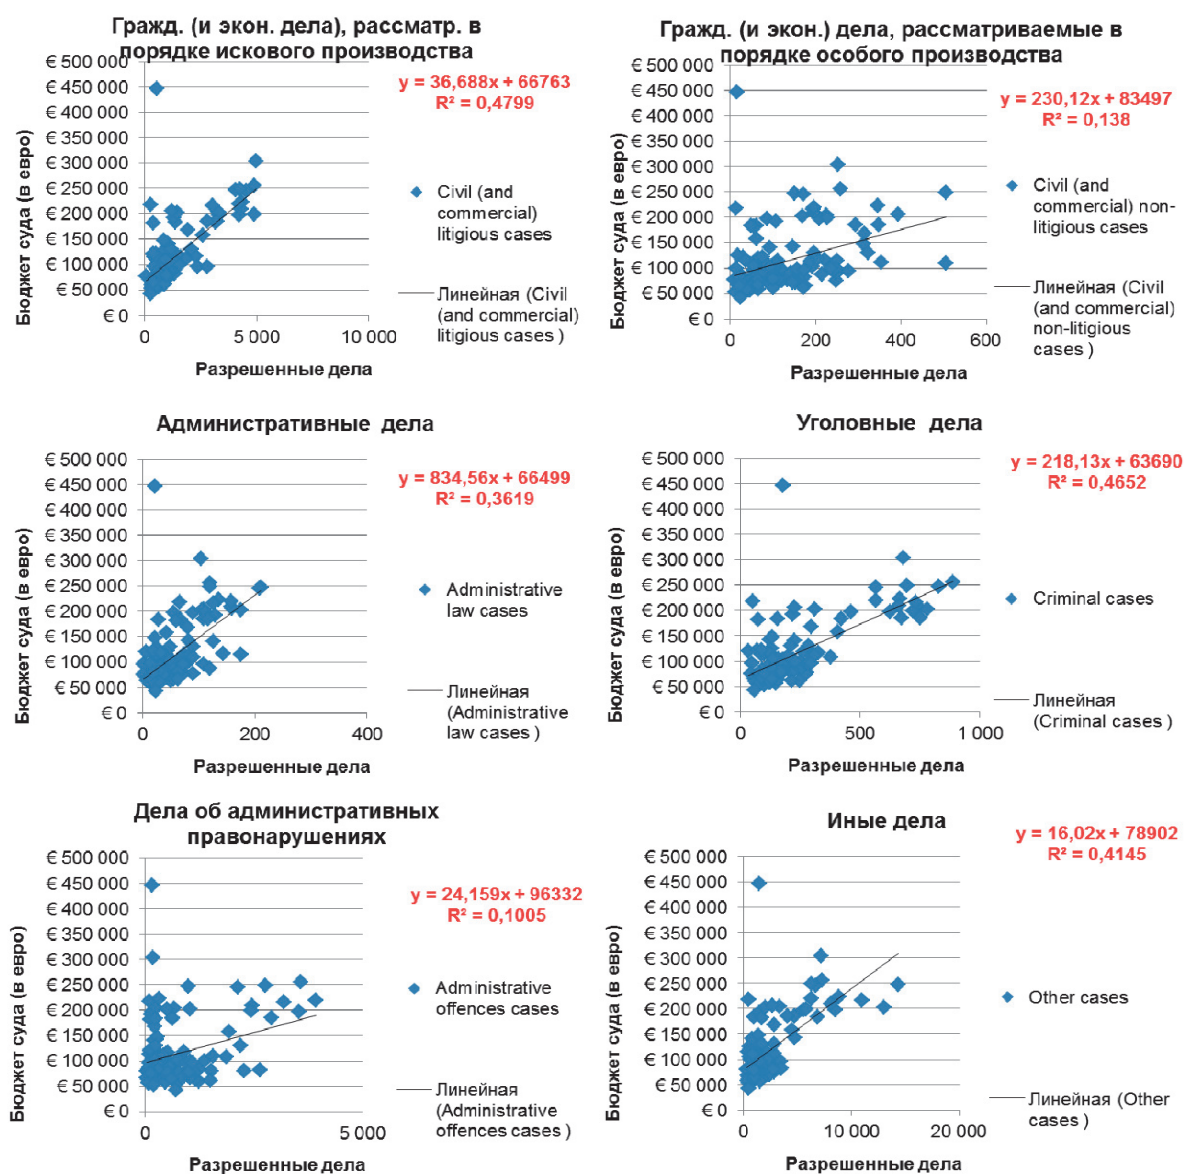 Гражд. (и экон. дела), рассматр. в
порядке искового производства
€ 500 000
€ 450 000
€ 400 000
€ 350 000
€ 300 000
€ 250 000
€ 200 000
€ 150 000
€ 100 000
€ 50 000
€ 0
Бюджет суда (в евро)
0
5 000
10 000
Разрешенные дела
y = 36,688x + 66763
R² = 0,4799
Civil (and
commercial)
litigious cases
Линейная (Civil
(and commercial)
litigious cases )
Гражд. (и экон.) дела, рассматриваемые в
порядке особого производства
€ 500 000
€ 450 000
€ 400 000
€ 350 000
€ 300 000
€ 250 000
€ 200 000
€ 150 000
€ 100 000
€ 50 000
€ 0
Бюджет суда (в евро)
0
200
400
600
Разрешенные дела
y = 230,12x + 83497
R² = 0,138
Civil (and
commercial) non-
litigious cases
Линейная (Civil
(and commercial)
non-litigious
cases )
Административные дела
€ 500 000
€ 450 000
€ 400 000
€ 350 000
€ 300 000
€ 250 000
€ 200 000
€ 150 000
€ 100 000
€ 50 000
€ 0
Бюджет суда (в евро)
0
200
400
Разрешенные дела
y = 834,56x + 66499
R² = 0,3619
Administrative
law cases
Линейная
(Administrative
law cases )
Уголовные дела
€ 500 000
€ 450 000
€ 400 000
€ 350 000
€ 300 000
€ 250 000
€ 200 000
€ 150 000
€ 100 000
€ 50 000
€ 0
Бюджет суда (в евро)
0
500
1 000
Разрешенные дела
y = 218,13x + 63690
R² = 0,4652
Criminal cases
Линейная
(Criminal cases )
Дела об административных
правонарушениях
€ 500 000
€ 450 000
€ 400 000
€ 350 000
€ 300 000
€ 250 000
€ 200 000
€ 150 000
€ 100 000
€ 50 000
€ 0
Бюджет суда (в евро)
0
5 000
Разрешенные дела
y = 24,159x + 96332
R² = 0,1005
Administrative
offences cases
Линейная
(Administrative
offences cases )
Иные дела
€ 500 000
€ 450 000
€ 400 000
€ 350 000
€ 300 000
€ 250 000
€ 200 000
€ 150 000
€ 100 000
€ 50 000
€ 0
Бюджет суда (в евро)
0
10 000
20 000
Разрешенные дела
y = 16,02x + 78902
R² = 0,4145
Other cases
Линейная (Other
cases )